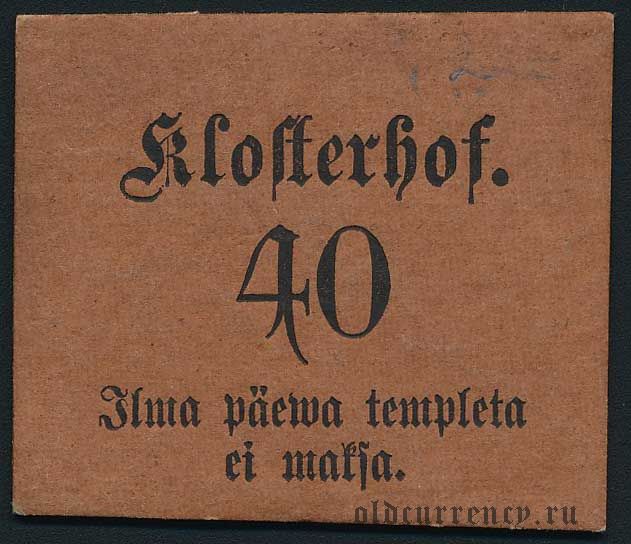 Klosterhof.
40
Ilma päewa templeta
ei maksa.
oldcurrency.ru